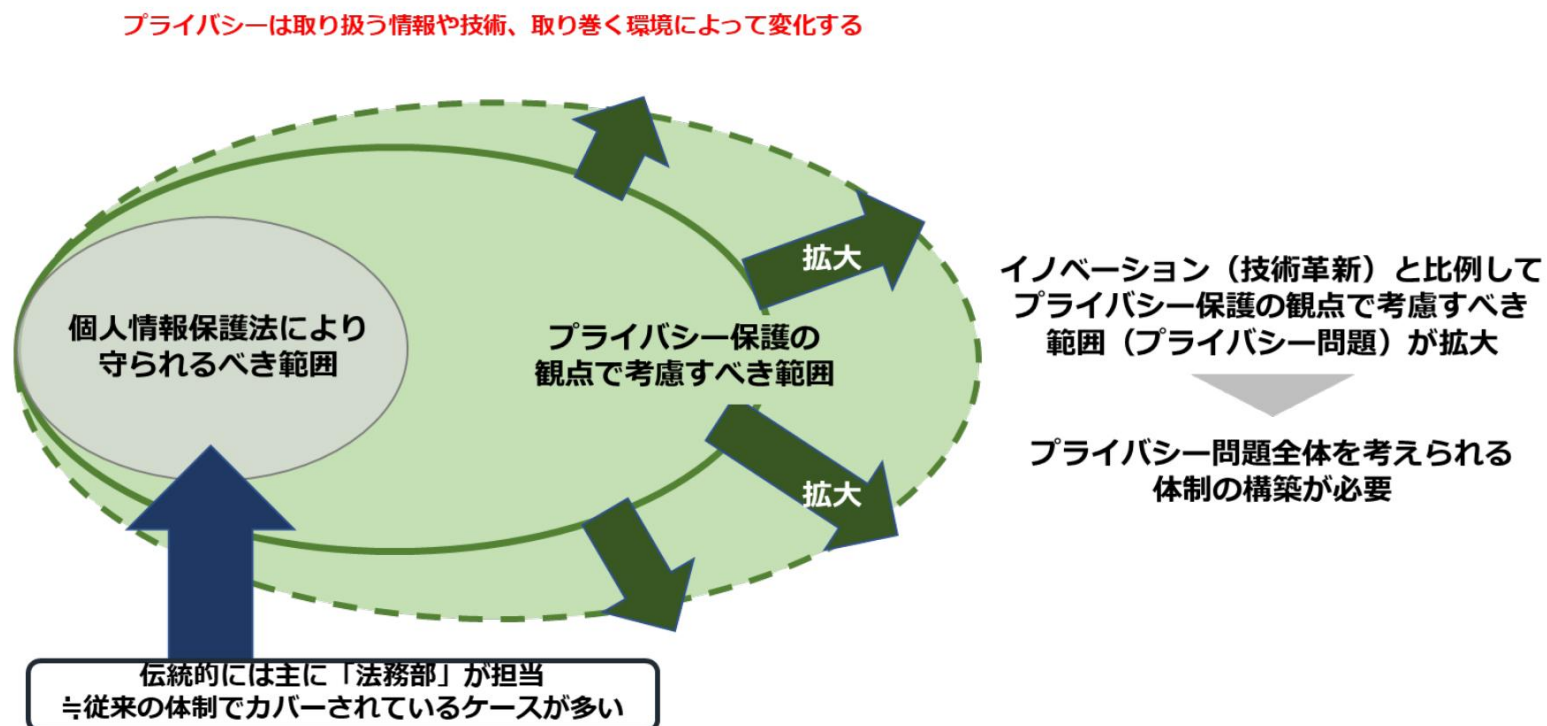 プライバシーは取り扱う情報や技術、取り巻く環境によって変化する
拡大
個人情報保護法により
守られるべき範囲
プライバシー保護の
観点で考慮すべき範囲
拡大
イノベーション（技術革新）と比例して
プライバシー保護の観点で考慮すべき
範囲（プライバシー問題）が拡大
プライバシー問題全体を考えられる
体制の構築が必要
伝統的には主に「法務部」が担当
≒従来の体制でカバーされているケースが多い